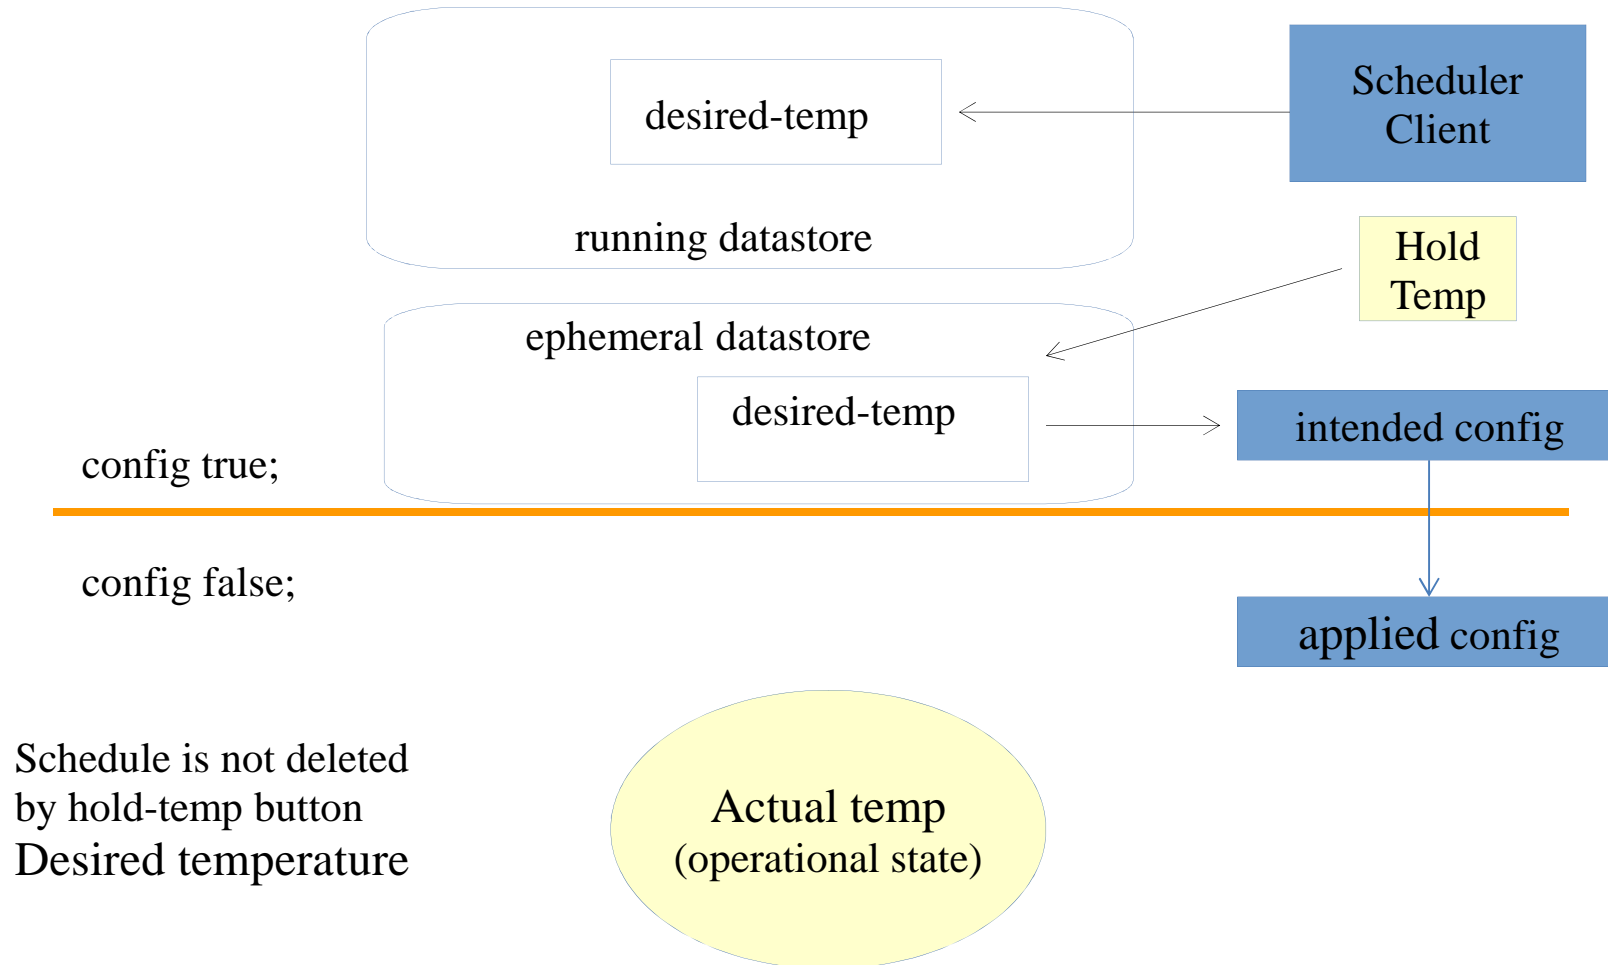 desired-temp
Scheduler
Client
running datastore
Hold
Temp
ephemeral datastore
desired-temp
intended config
config true;
config false;
applied config
Schedule is not deleted
by hold-temp button
Desired temperature
Actual temp
(operational state)